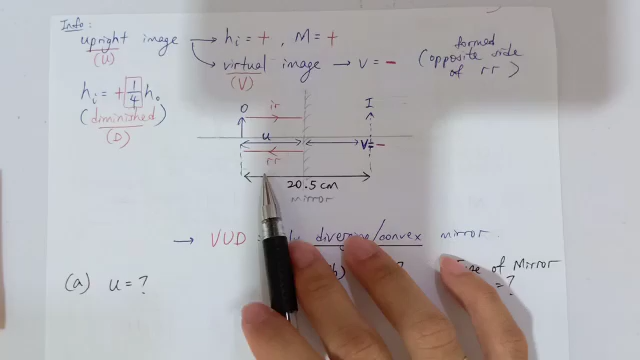 Info:
upright image → hi = + , M = +
(U)
virtual image → v = -
(V)
formed
(opposite side
of rr)
hi = + 1/4 ho
(diminished)
(D)
O
ir
I
u
V = -
rr
20.5 cm
mirror
→ VUD
diverging/convex mirror.
(a) u = ?
of Mirror
= ?